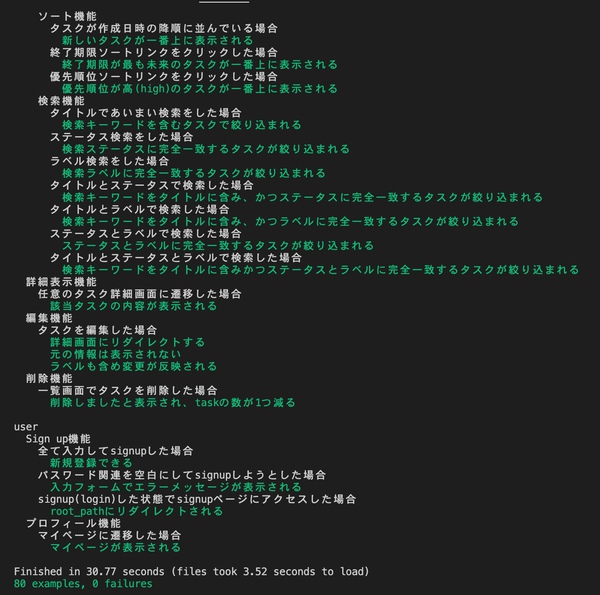 ソート機能
タスクが作成日時の降順に並んでいる場合
新しいタスクが一番上に表示される
終了期限ソートリンクをクリックした場合
終了期限が最も未来のタスクが一番上に表示される
優先順位ソートリンクをクリックした場合
優先順位が高(high)のタスクが一番上に表示される
検索機能
タイトルであいまい検索をした場合
検索キーワードを含むタスクで絞り込まれる
ステータス検索をした場合
検索ステータスに完全一致するタスクが絞り込まれる
ラベル検索をした場合
検索ラベルに完全一致するタスクが絞り込まれる
タイトルとステータスで検索した場合
検索キーワードをタイトルに含み、かつステータスに完全一致するタスクが絞り込まれる
タイトルとラベルで検索した場合
検索キーワードをタイトルに含み、かつラベルに完全一致するタスクが絞り込まれる
ステータスとラベルで検索した場合
ステータスとラベルに完全一致するタスクが絞り込まれる
タイトルとステータスとラベルで検索した場合
検索キーワードをタイトルに含みかつステータスとラベルに完全一致するタスクが絞り込まれる
詳細表示機能
任意のタスク詳細画面に遷移した場合
該当タスクの内容が表示される
編集機能
タスクを編集した場合
詳細画面にリダイレクトする
元の情報は表示されない
ラベルも含め変更が反映される
削除機能
一覧画面でタスクを削除した場合
削除しましたと表示され、taskの数が1つ減る
user
Sign up機能
全て入力してsignupした場合
新規登録できる
パスワード関連を空白にしてsignupしようとした場合
入力フォームでエラーメッセージが表示される
signup(login)した状態でsignupページにアクセスした場合
root_pathにリダイレクトされる
プロフィール機能
マイページに遷移した場合
マイページが表示される
Finished in 30.77 seconds (files took 3.52 seconds to load)
80 examples, 0 failures